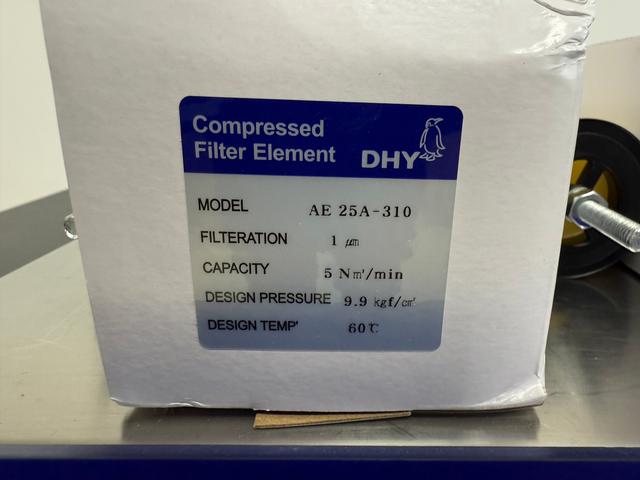 Compressed
Filter Element
DHY
MODEL AE 25A-310
FILTERATION 1 ㎛
CAPACITY 5 N㎥/min
DESIGN PRESSURE 9.9 kgf/㎠
DESIGN TEMP' 60℃